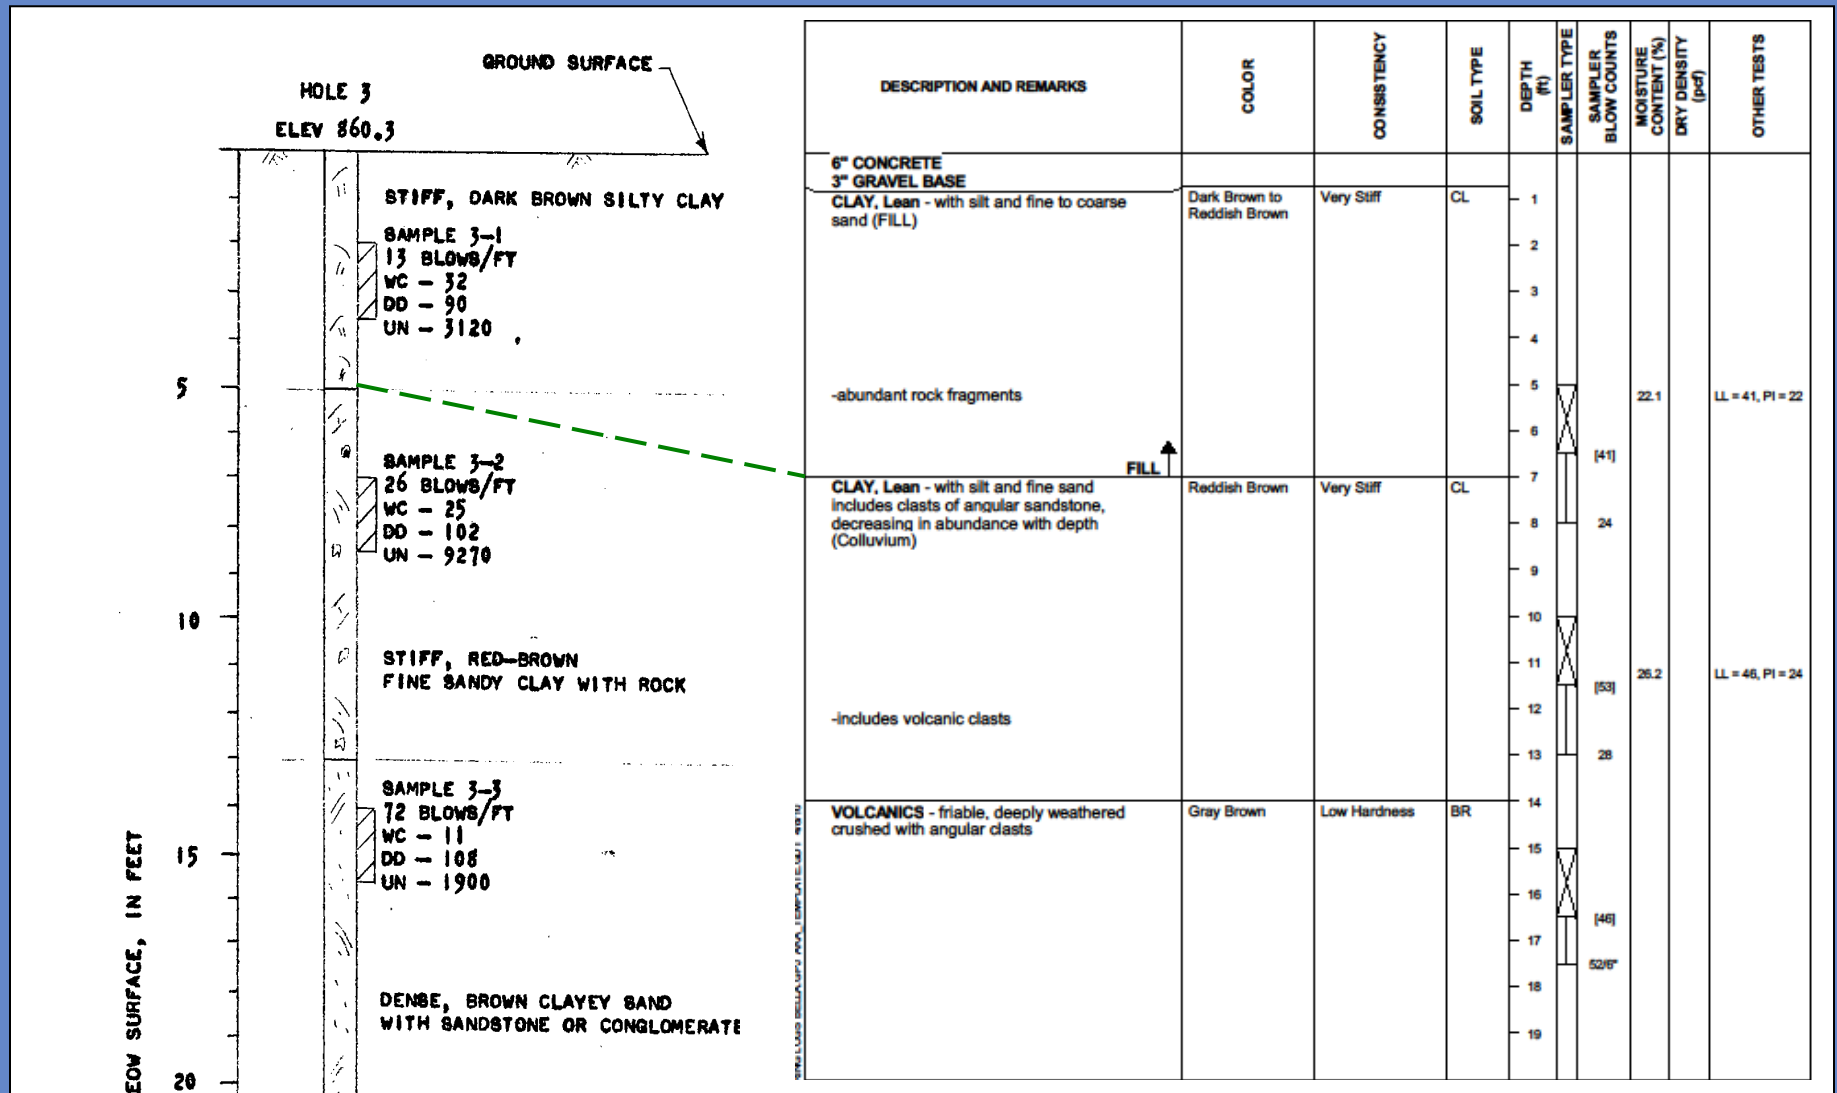 GROUND SURFACE
HOLE 3
ELEV 860.3
STIFF, DARK BROWN SILTY CLAY
SAMPLE 3-1
13 BLOWS/FT
WC - 32
DD - 90
UN - 3120
5
SAMPLE 3-2
26 BLOWS/FT
WC - 25
DD - 102
UN - 9270
10
STIFF, RED-BROWN
FINE SANDY CLAY WITH ROCK
SAMPLE 3-3
72 BLOWS/FT
WC - 11
DD - 108
UN - 1900
15
DENSE, BROWN CLAYEY SAND
WITH SANDSTONE OR CONGLOMERATE
20
EOW SURFACE, IN FEET
DESCRIPTION AND REMARKS
COLOR
CONSISTENCY
SOIL TYPE
DEPTH
(ft)
SAMPLER TYPE
SAMPLER
BLOW COUNTS
MOISTURE
CONTENT (%)
DRY DENSITY
(pcf)
OTHER TESTS
6" CONCRETE
3" GRAVEL BASE
CLAY, Lean - with silt and fine to coarse
sand (FILL)
Dark Brown to
Reddish Brown
Very Stiff
CL
1
2
3
4
-abundant rock fragments
5
22.1
LL = 41, PI = 22
6
[41]
FILL
7
CLAY, Lean - with silt and fine sand
includes clasts of angular sandstone,
decreasing in abundance with depth
(Colluvium)
Reddish Brown
Very Stiff
CL
8
24
9
10
11
26.2
LL = 46, PI = 24
[53]
12
-includes volcanic clasts
13
28
14
VOLCANICS - friable, deeply weathered
crushed with angular clasts
Gray Brown
Low Hardness
BR
15
16
[46]
17
52/6"
18
19